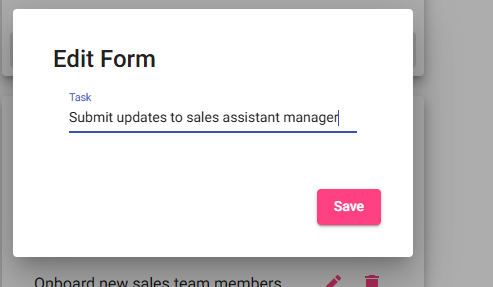 Edit Form
Task
Submit updates to sales assistant manager
Save
Onboard new sales team members